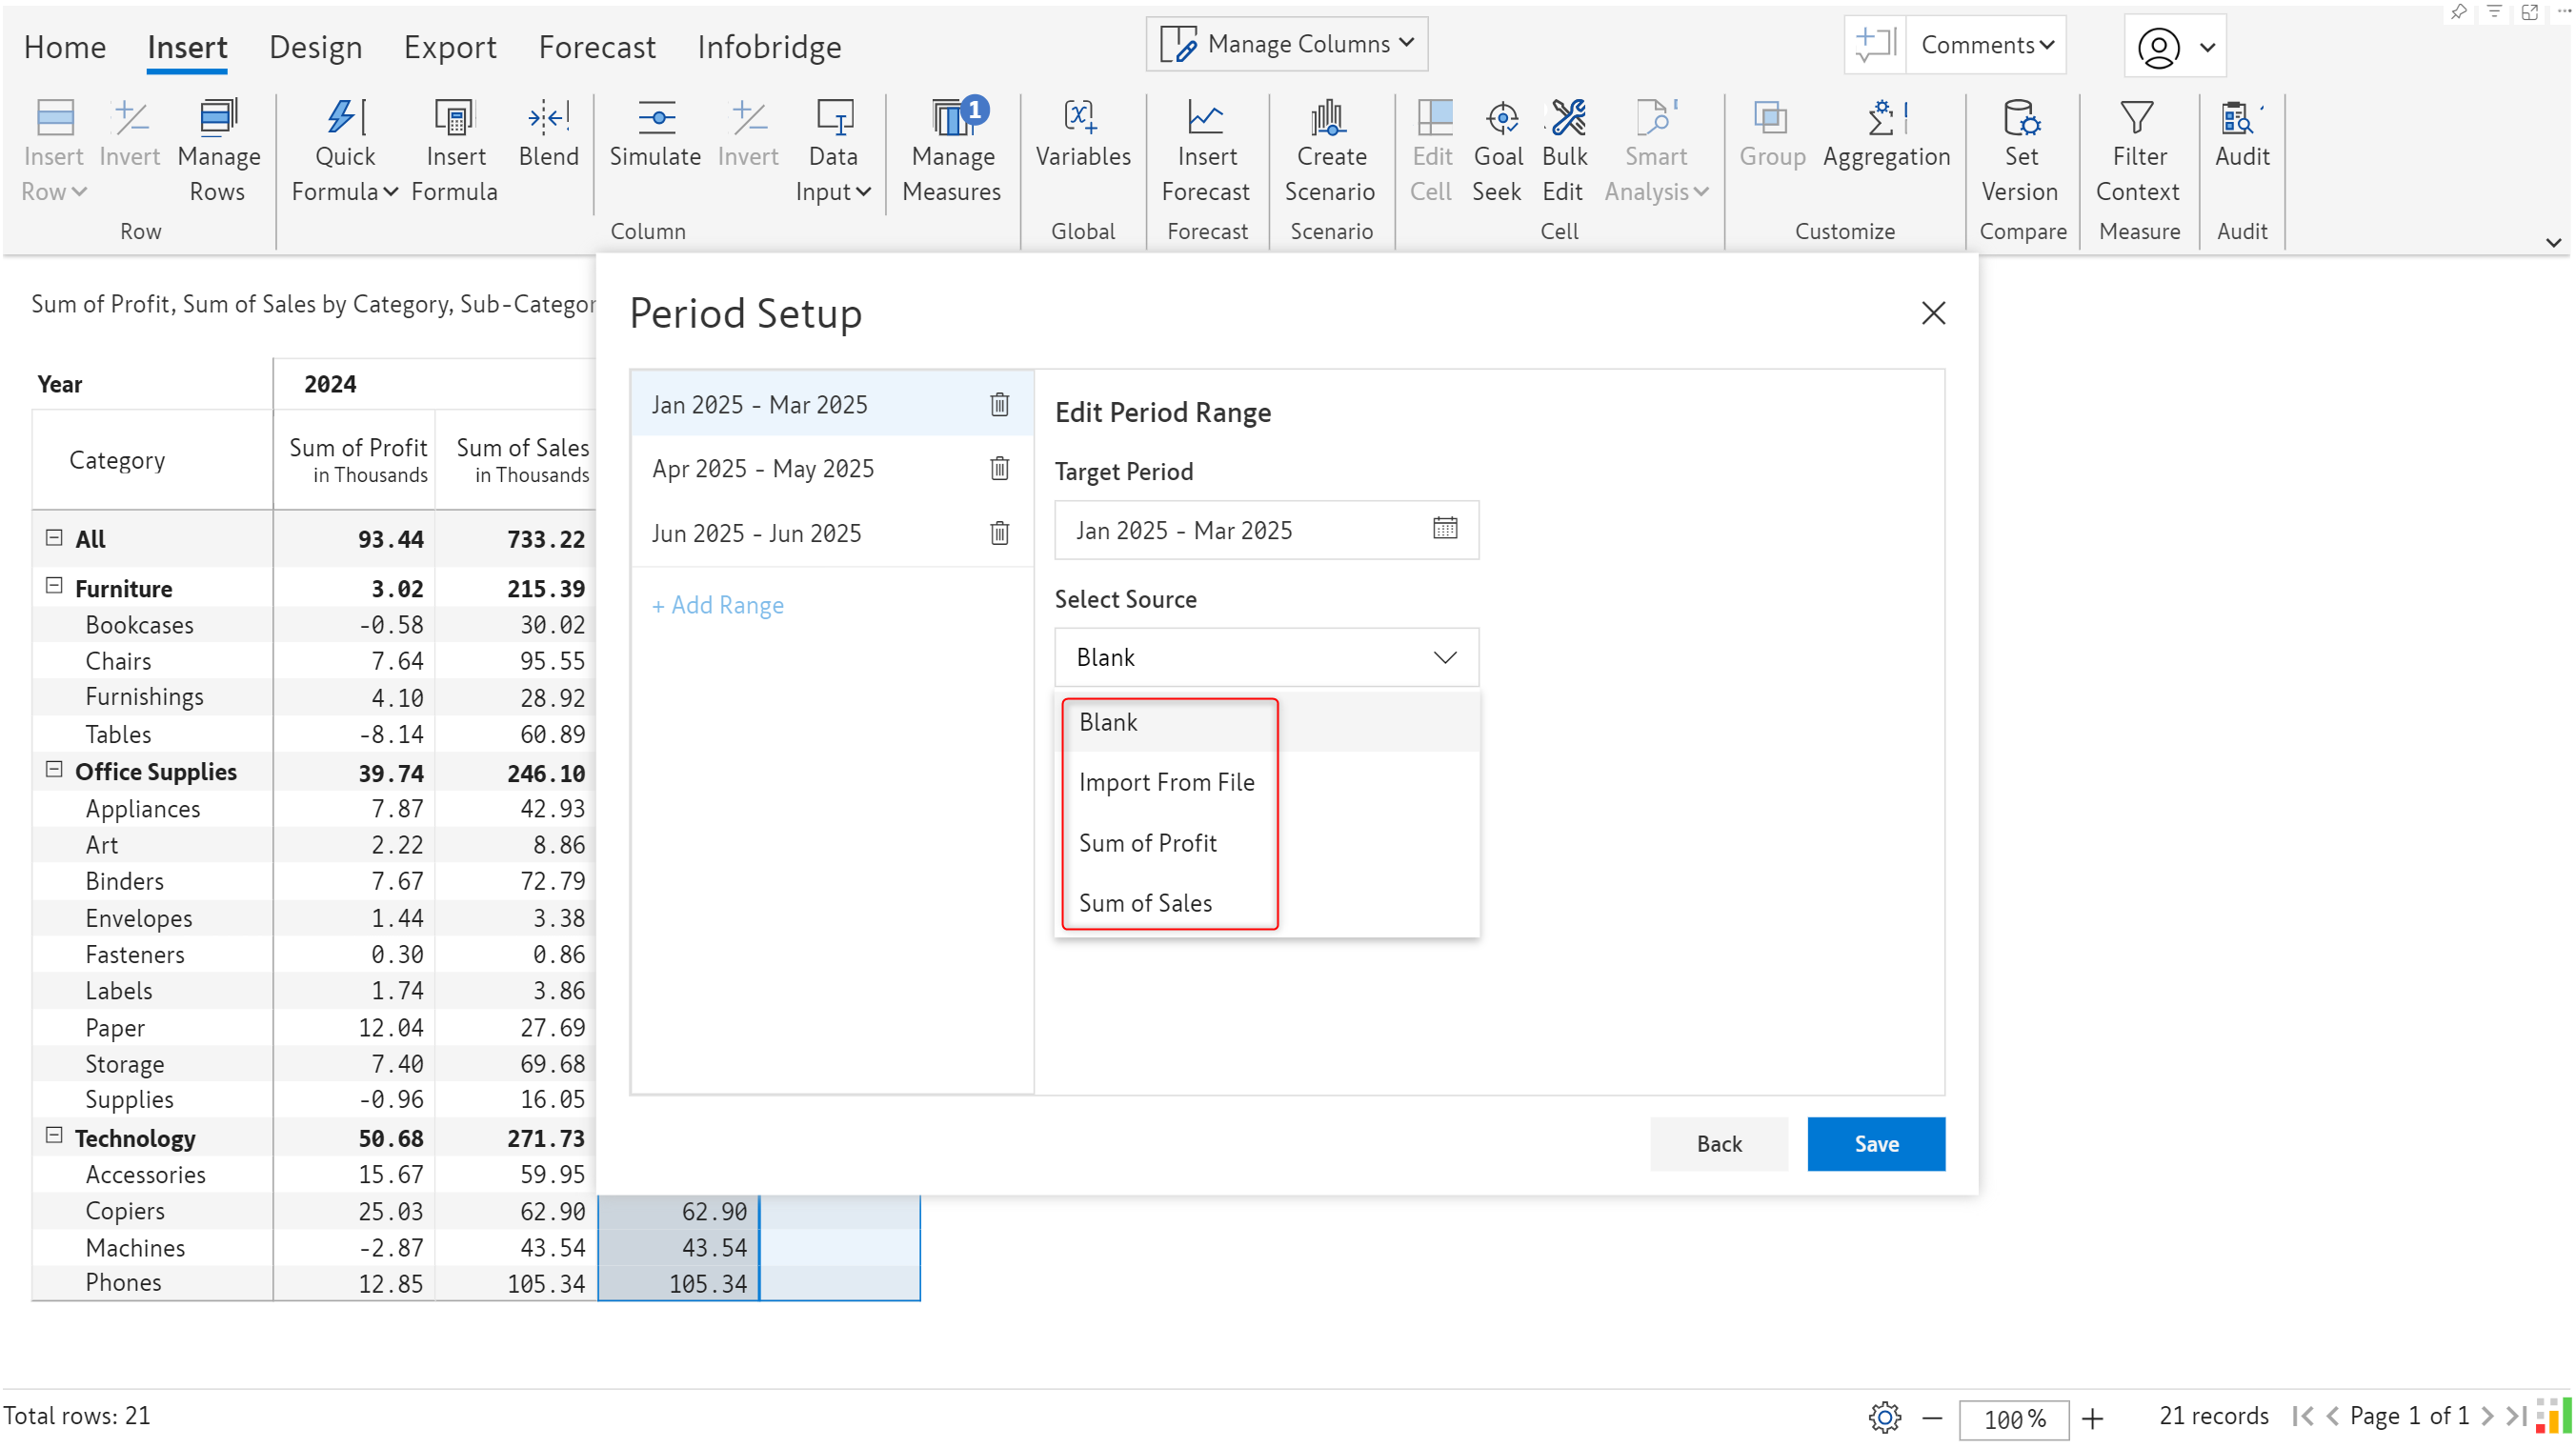 Home Insert Design Export Forecast Infobridge Manage Columns Comments
Insert Row Invert Manage Rows Quick Formula Insert Formula Blend Simulate Invert Data Input Manage Measures 1 Variables Insert Forecast Create Scenario Edit Cell Goal Seek Bulk Edit Smart Analysis Group Aggregation Set Version Filter Context Audit
Row Column Global Forecast Scenario Cell Customize Compare Measure Audit
Sum of Profit, Sum of Sales by Category, Sub-Categor
Year 2024
Category Sum of Profit in Thousands Sum of Sales in Thousands
All 93.44 733.22
Furniture 3.02 215.39
Bookcases -0.58 30.02
Chairs 7.64 95.55
Furnishings 4.10 28.92
Tables -8.14 60.89
Office Supplies 39.74 246.10
Appliances 7.87 42.93
Art 2.22 8.86
Binders 7.67 72.79
Envelopes 1.44 3.38
Fasteners 0.30 0.86
Labels 1.74 3.86
Paper 12.04 27.69
Storage 7.40 69.68
Supplies -0.96 16.05
Technology 50.68 271.73
Accessories 15.67 59.95
Copiers 25.03 62.90 62.90
Machines -2.87 43.54 43.54
Phones 12.85 105.34 105.34
Period Setup
Jan 2025 - Mar 2025
Apr 2025 - May 2025
Jun 2025 - Jun 2025
+ Add Range
Edit Period Range
Target Period
Jan 2025 - Mar 2025
Select Source
Blank
Blank
Import From File
Sum of Profit
Sum of Sales
Back Save
Total rows: 21 100 % 21 records Page 1 of 1